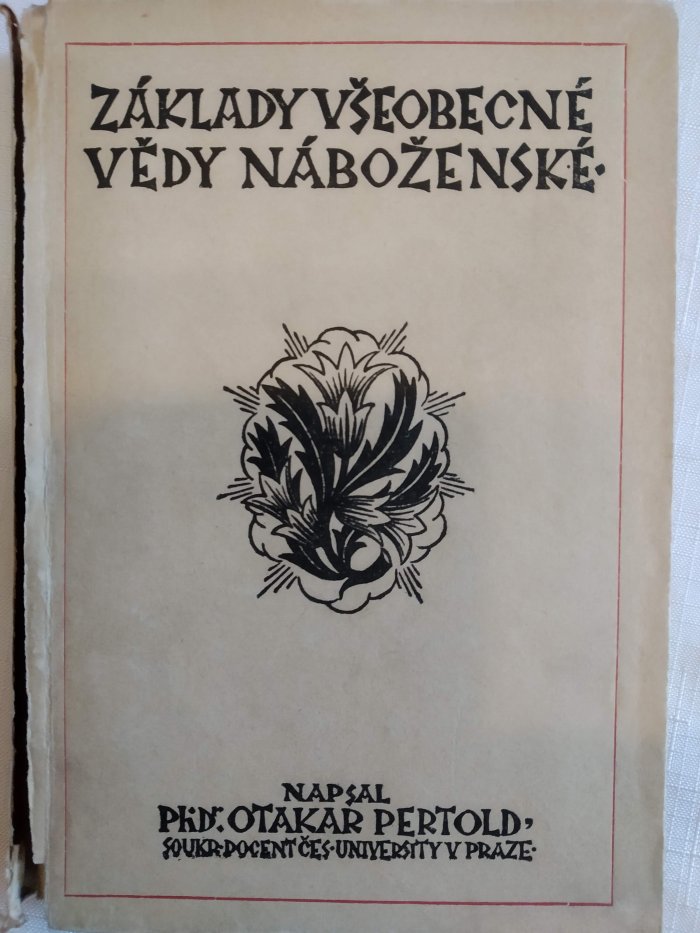 ZÁKLADY VŠEOBECNÉ
VĚDY NÁBOŽENSKÉ·
NAPSAL
PhDr. OTAKAR PERTOLD,
SOUKR·DOCENT ČES·UNIVERSITY V PRAZE·